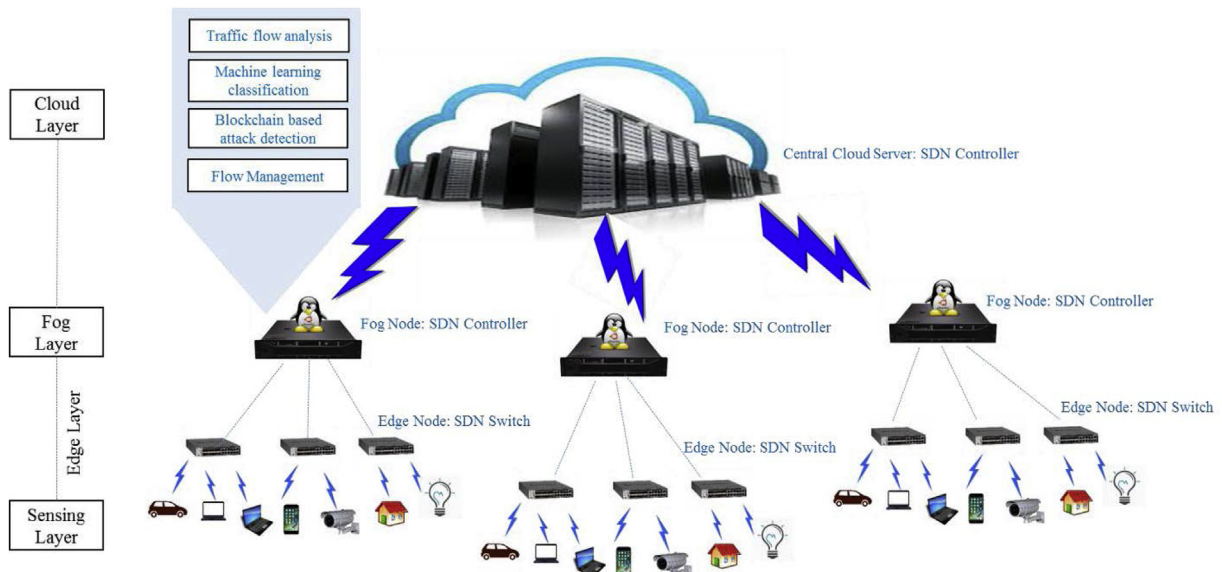 Traffic flow analysis
Machine learning
classification
Blockchain based
attack detection
Flow Management
Cloud
Layer
Central Cloud Server: SDN Controller
Fog
Layer
Fog Node: SDN Controller
Fog Node: SDN Controller
Fog Node: SDN Controller
Edge Layer
Edge Node: SDN Switch
Edge Node: SDN Switch
Edge Node: SDN Switch
Sensing
Layer